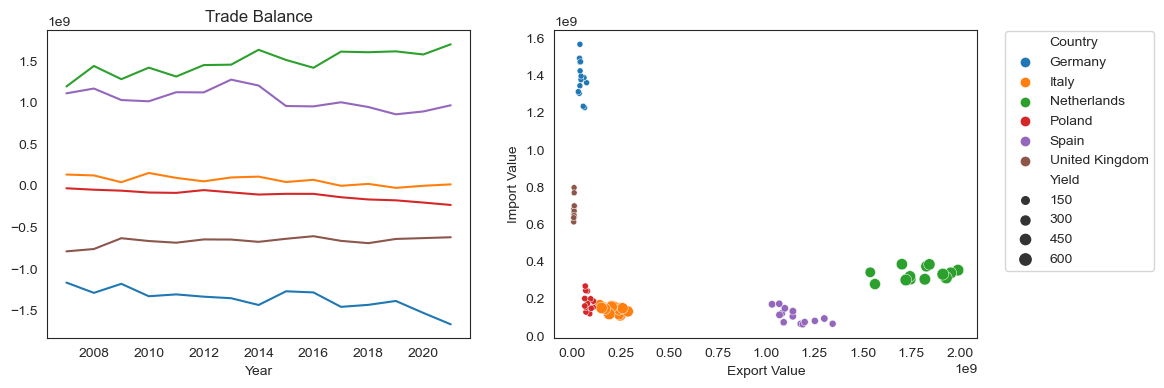 1e9
Trade Balance
1.5
1.0
0.5
0.0
−0.5
−1.0
−1.5
2008 2010 2012 2014 2016 2018 2020
Year
1e9
1.6
1.4
1.2
1.0
0.8
0.6
0.4
0.2
0.0
Import Value
0.00 0.25 0.50 0.75 1.00 1.25 1.50 1.75 2.00
1e9
Export Value
Country
Germany
Italy
Netherlands
Poland
Spain
United Kingdom
Yield
150
300
450
600